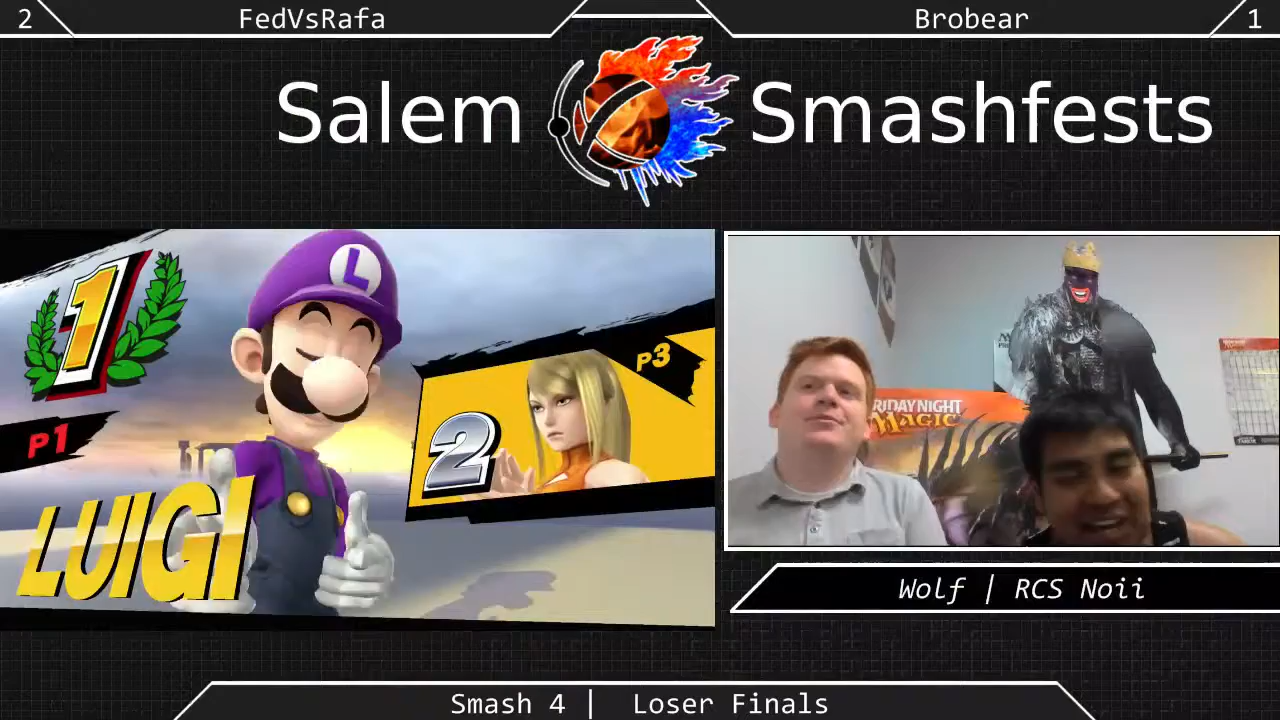 2 FedVsRafa Brobear 1
Salem Smashfests
1
P1
LUIGI
L
2
P3
FRIDAY NIGHT
MAGIC
Wolf | RCS Noii
Smash 4 | Loser Finals